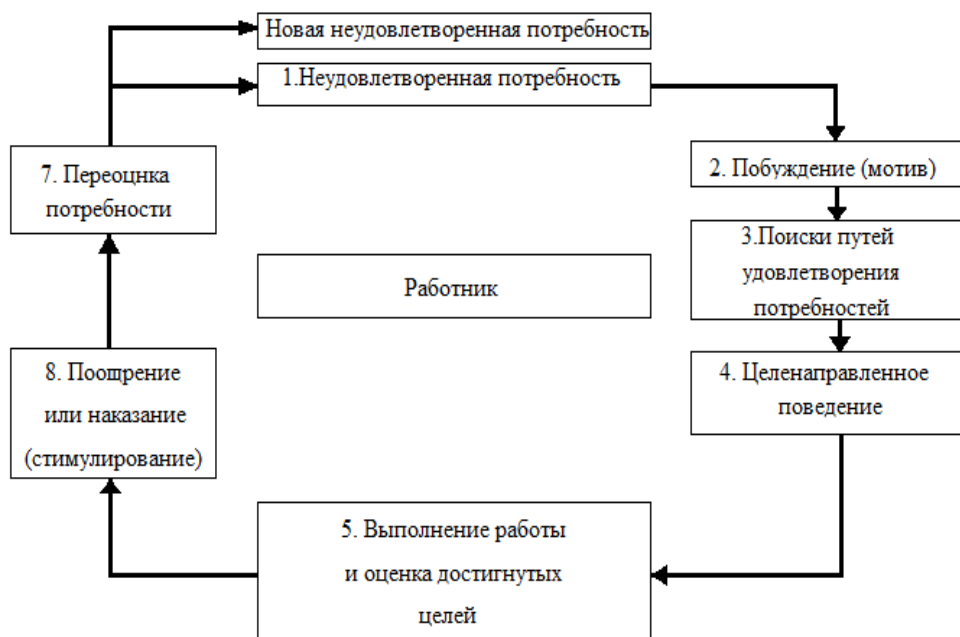 Новая неудовлетворенная потребность
1.Неудовлетворенная потребность
2. Побуждение (мотив)
3.Поиски путей
удовлетворения
потребностей
4. Целенаправленное
поведение
5. Выполнение работы
и оценка достигнутых
целей
8. Поощрение
или наказание
(стимулирование)
7. Переоцнка
потребности
Работник